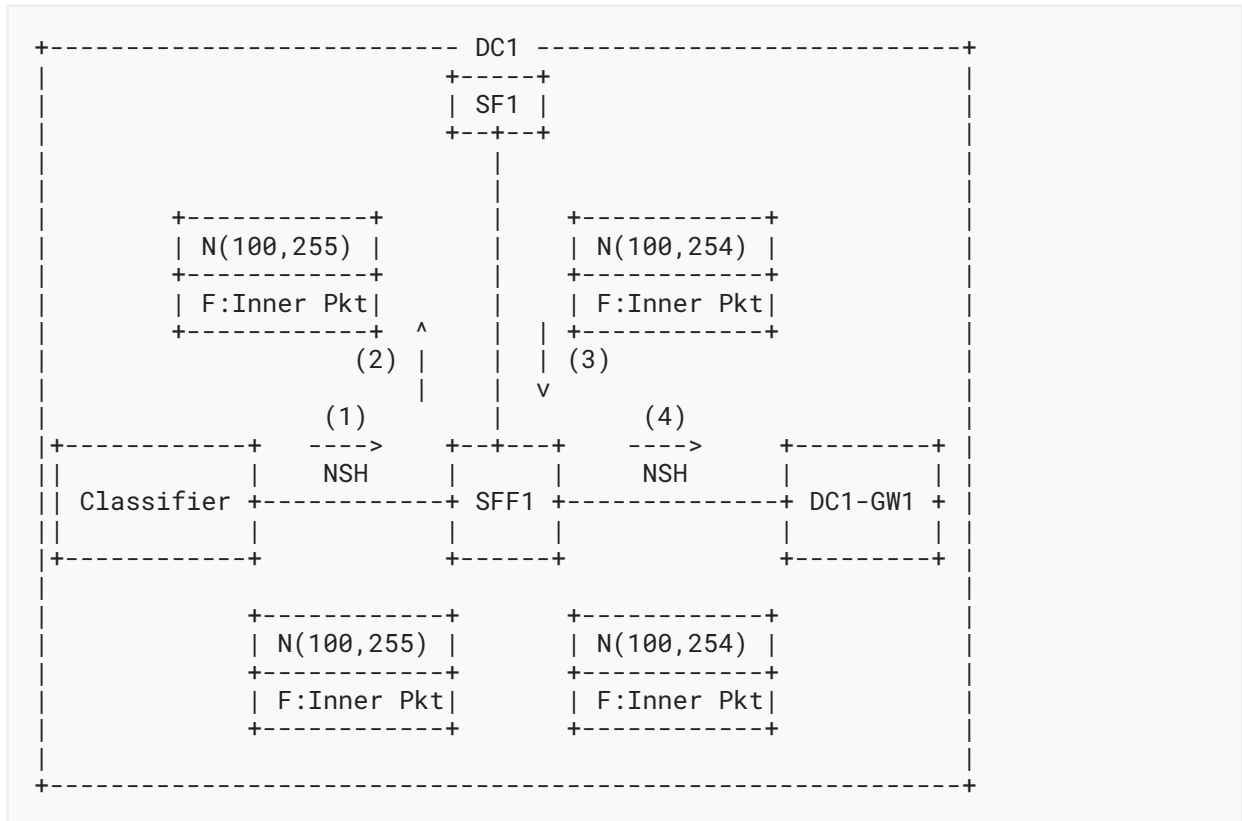 +--------------------------- DC1 ----------------------------+
|                          +-----+                           |
|                          | SF1 |                           |
|                          +--+--+                           |
|                             |                              |
|                             |                              |
|        +------------+       |    +------------+            |
|        | N(100,255) |       |    | N(100,254) |            |
|        +------------+       |    +------------+            |
|        | F:Inner Pkt|       |    | F:Inner Pkt|            |
|        +------------+  ^    |  | +------------+            |
|                    (2) |    |  | (3)                       |
|                        |    |  v                           |
|                  (1)        |         (4)                  |
|+------------+   ---->    +--+---+    ---->     +---------+ |
||            |    NSH     |      |     NSH      |         | |
|| Classifier +------------+ SFF1 +--------------+ DC1-GW1 + |
||            |            |      |              |         | |
|+------------+            +------+              +---------+ |
|                                                            |
|             +------------+       +------------+            |
|             | N(100,255) |       | N(100,254) |            |
|             +------------+       +------------+            |
|             | F:Inner Pkt|       | F:Inner Pkt|            |
|             +------------+       +------------+            |
|                                                            |
+------------------------------------------------------------+